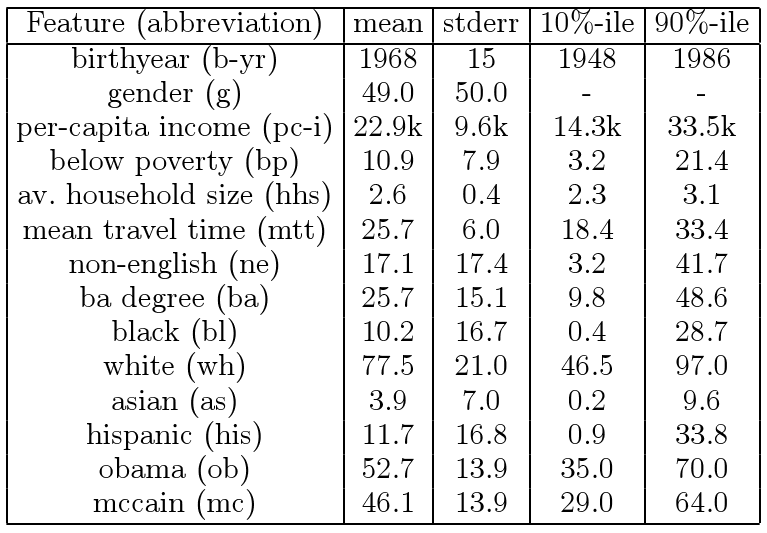 Feature (abbreviation) mean stderr 10%-ile 90%-ile
birthyear (b-yr) 1968 15 1948 1986
gender (g) 49.0 50.0 - -
per-capita income (pc-i) 22.9k 9.6k 14.3k 33.5k
below poverty (bp) 10.9 7.9 3.2 21.4
av. household size (hhs) 2.6 0.4 2.3 3.1
mean travel time (mtt) 25.7 6.0 18.4 33.4
non-english (ne) 17.1 17.4 3.2 41.7
ba degree (ba) 25.7 15.1 9.8 48.6
black (bl) 10.2 16.7 0.4 28.7
white (wh) 77.5 21.0 46.5 97.0
asian (as) 3.9 7.0 0.2 9.6
hispanic (his) 11.7 16.8 0.9 33.8
obama (ob) 52.7 13.9 35.0 70.0
mccain (mc) 46.1 13.9 29.0 64.0